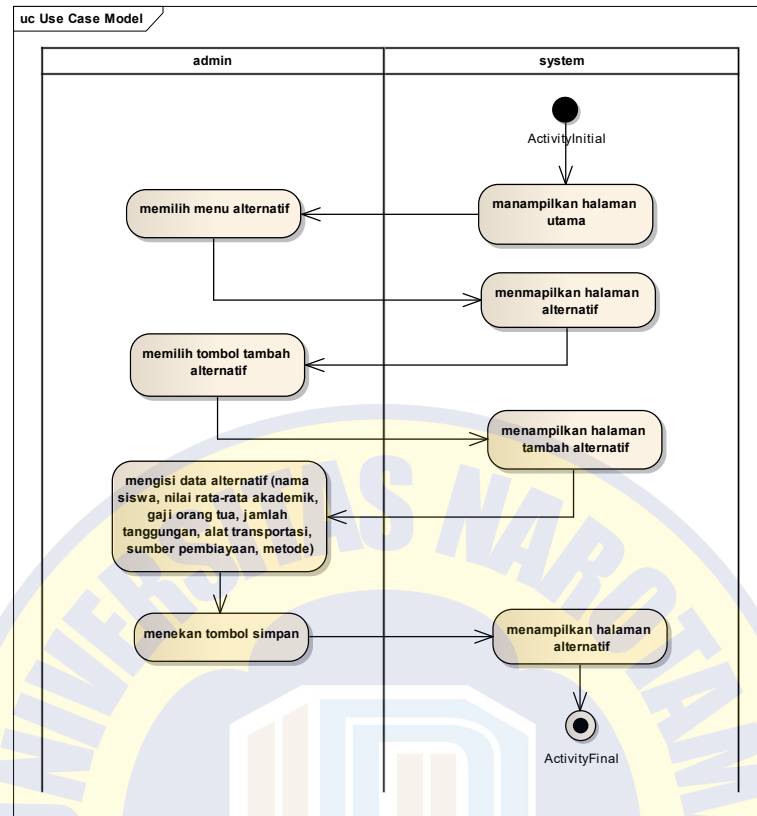 uc Use Case Model
admin
system
ActivityInitial
manampilkan halaman
utama
memilih menu alternatif
menmapilkan halaman
alternatif
memilih tombol tambah
alternatif
menampilkan halaman
tambah alternatif
mengisi data alternatif (nama
siswa, nilai rata-rata akademik,
gaji orang tua, jamlah
tanggungan, alat transportasi,
sumber pembiayaan, metode)
menekan tombol simpan
menampilkan halaman
alternatif
ActivityFinal
UNIVERSITAS NAROTAM